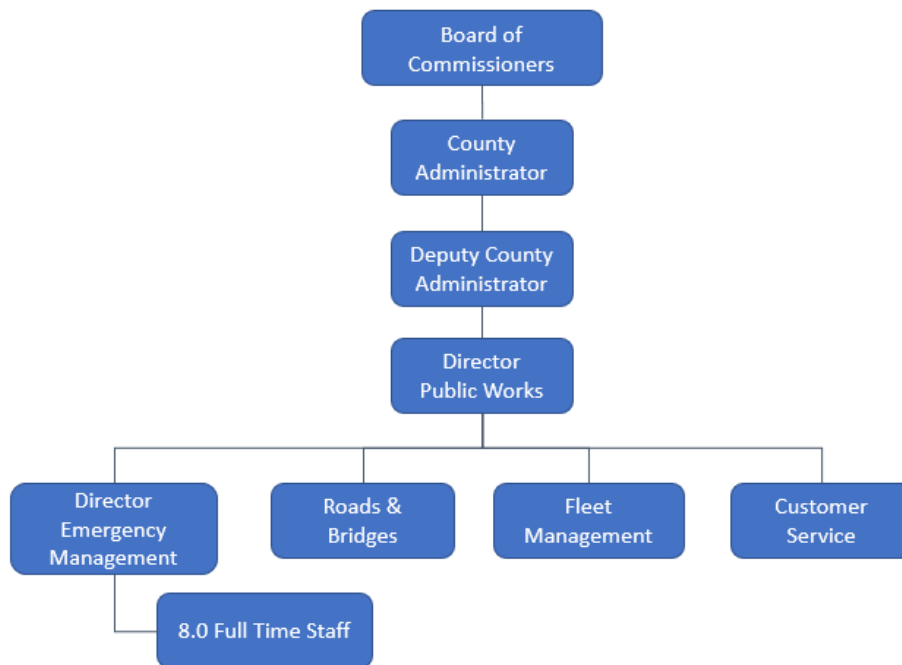 Board of
Commissioners
County
Administrator
Deputy County
Administrator
Director
Public Works
Director
Emergency
Management
Roads &
Bridges
Fleet
Management
Customer
Service
8.0 Full Time Staff